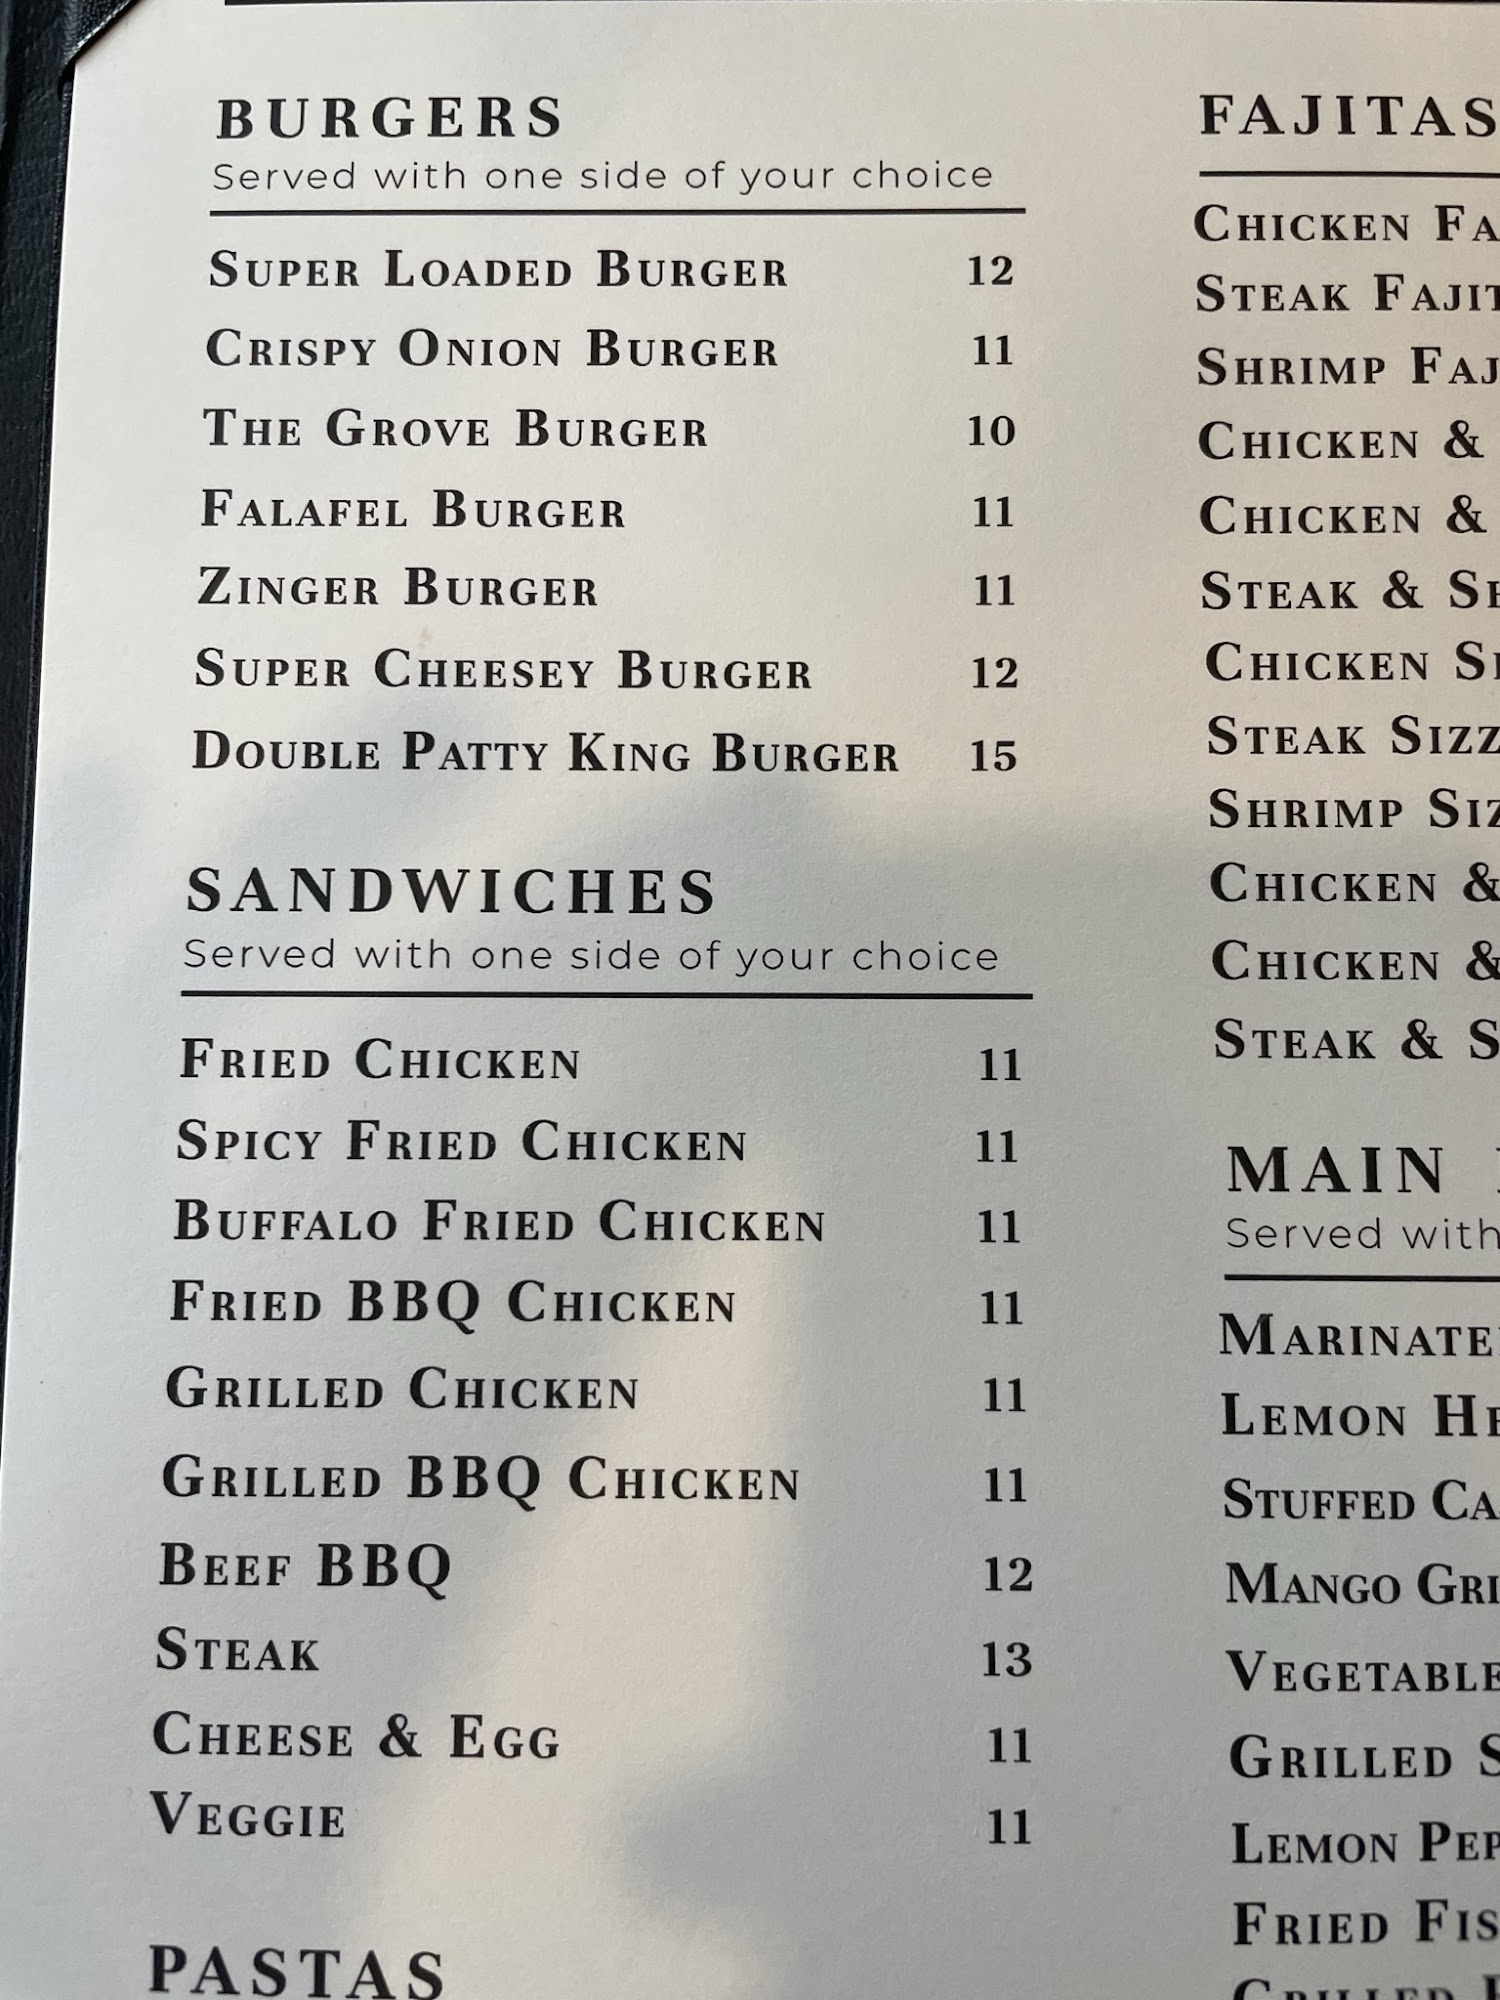 BURGERS
Served with one side of your choice
SUPER LOADED BURGER 12
CRISPY ONION BURGER 11
THE GROVE BURGER 10
FALAFEL BURGER 11
ZINGER BURGER 11
SUPER CHEESEY BURGER 12
DOUBLE PATTY KING BURGER 15
SANDWICHES
Served with one side of your choice
FRIED CHICKEN 11
SPICY FRIED CHICKEN 11
BUFFALO FRIED CHICKEN 11
FRIED BBQ CHICKEN 11
GRILLED CHICKEN 11
GRILLED BBQ CHICKEN 11
BEEF BBQ 12
STEAK 13
CHEESE & EGG 11
VEGGIE 11
PASTAS
FAJITAS
CHICKEN
STEAK
SHRIMP
CHICKEN &
CHICKEN &
STEAK &
CHICKEN
STEAK
SHRIMP
CHICKEN &
CHICKEN &
STEAK &
MAIN
Served with
LEMON
STUFFED
MANGO
GRILLED
LEMON
FRIED